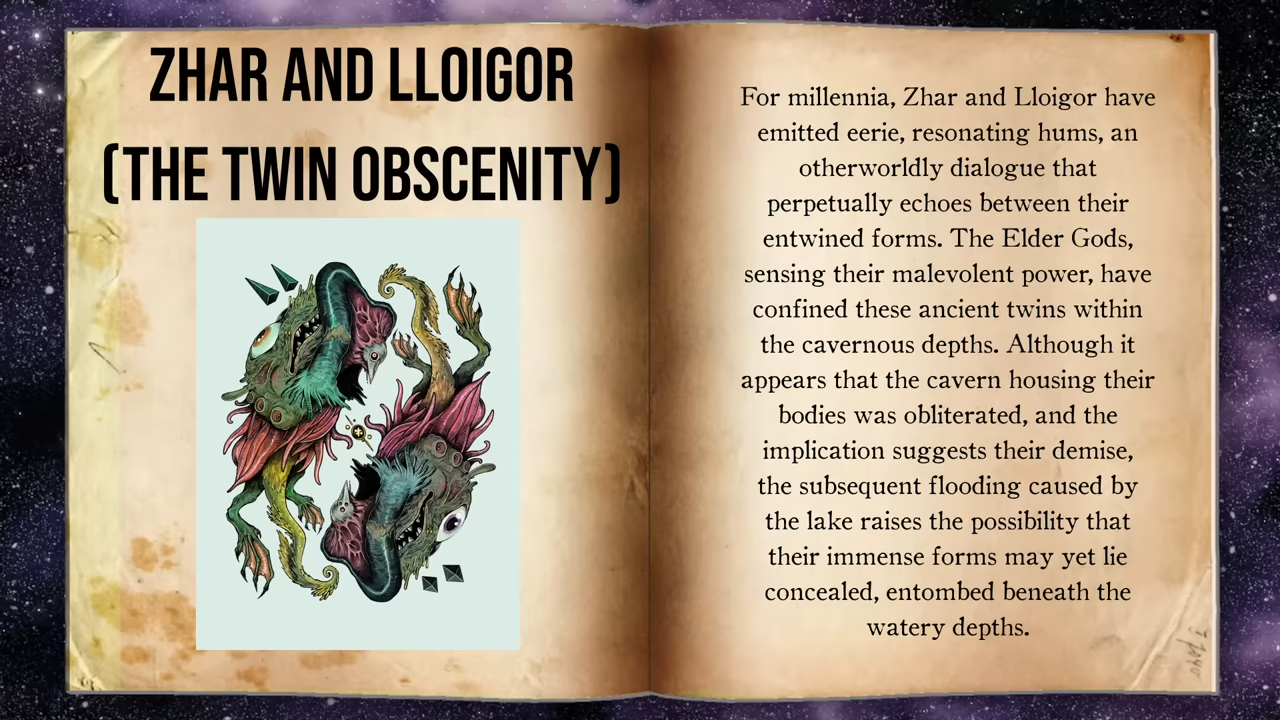 ZHAR AND LLOIGOR
(THE TWIN OBSCENITY)
For millennia, Zhar and Lloigor have
emitted eerie, resonating hums, an
otherworldly dialogue that
perpetually echoes between their
entwined forms. The Elder Gods,
sensing their malevolent power, have
confined these ancient twins within
the cavernous depths. Although it
appears that the cavern housing their
bodies was obliterated, and the
implication suggests their demise,
the subsequent flooding caused by
the lake raises the possibility that
their immense forms may yet lie
concealed, entombed beneath the
watery depths.